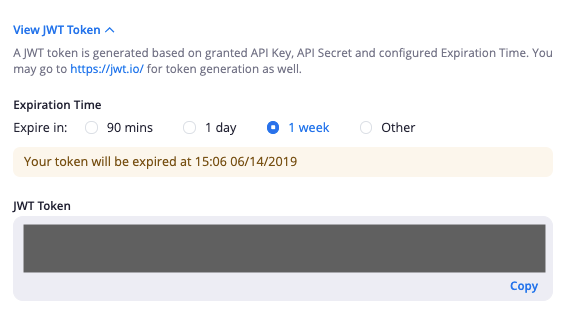 View JWT Token
A JWT token is generated based on granted API Key, API Secret and configured Expiration Time. You
may go to https://jwt.io/ for token generation as well.
Expiration Time
Expire in: 90 mins 1 day 1 week Other
Your token will be expired at 15:06 06/14/2019
JWT Token
Copy